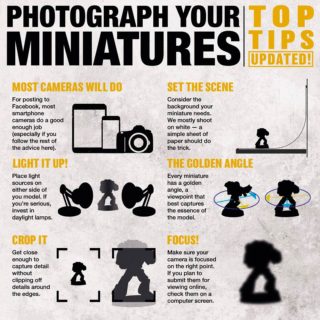 PHOTOGRAPH YOUR
MINIATURES
TOP
TIPS
UPDATED!
MOST CAMERAS WILL DO
For posting to
Facebook, most
smartphone
cameras do a good
enough job
(especially if you
follow the rest of
the advice here).
SET THE SCENE
Consider the
background your
miniature needs.
We mostly shoot
on white — a
simple sheet of
paper should do
the trick.
LIGHT IT UP!
Place light
sources on
either side of
you model. If
you're serious,
invest in
daylight lamps.
THE GOLDEN ANGLE
Every miniature
has a golden
angle, a
viewpoint that
best captures
the essence of
the model.
CROP IT
Get close
enough to
capture detail
without
clipping off
details around
the edges.
FOCUS!
Make sure your
camera is focused
on the right point.
If you plan to
submit them for
viewing online,
check them on a
computer screen.